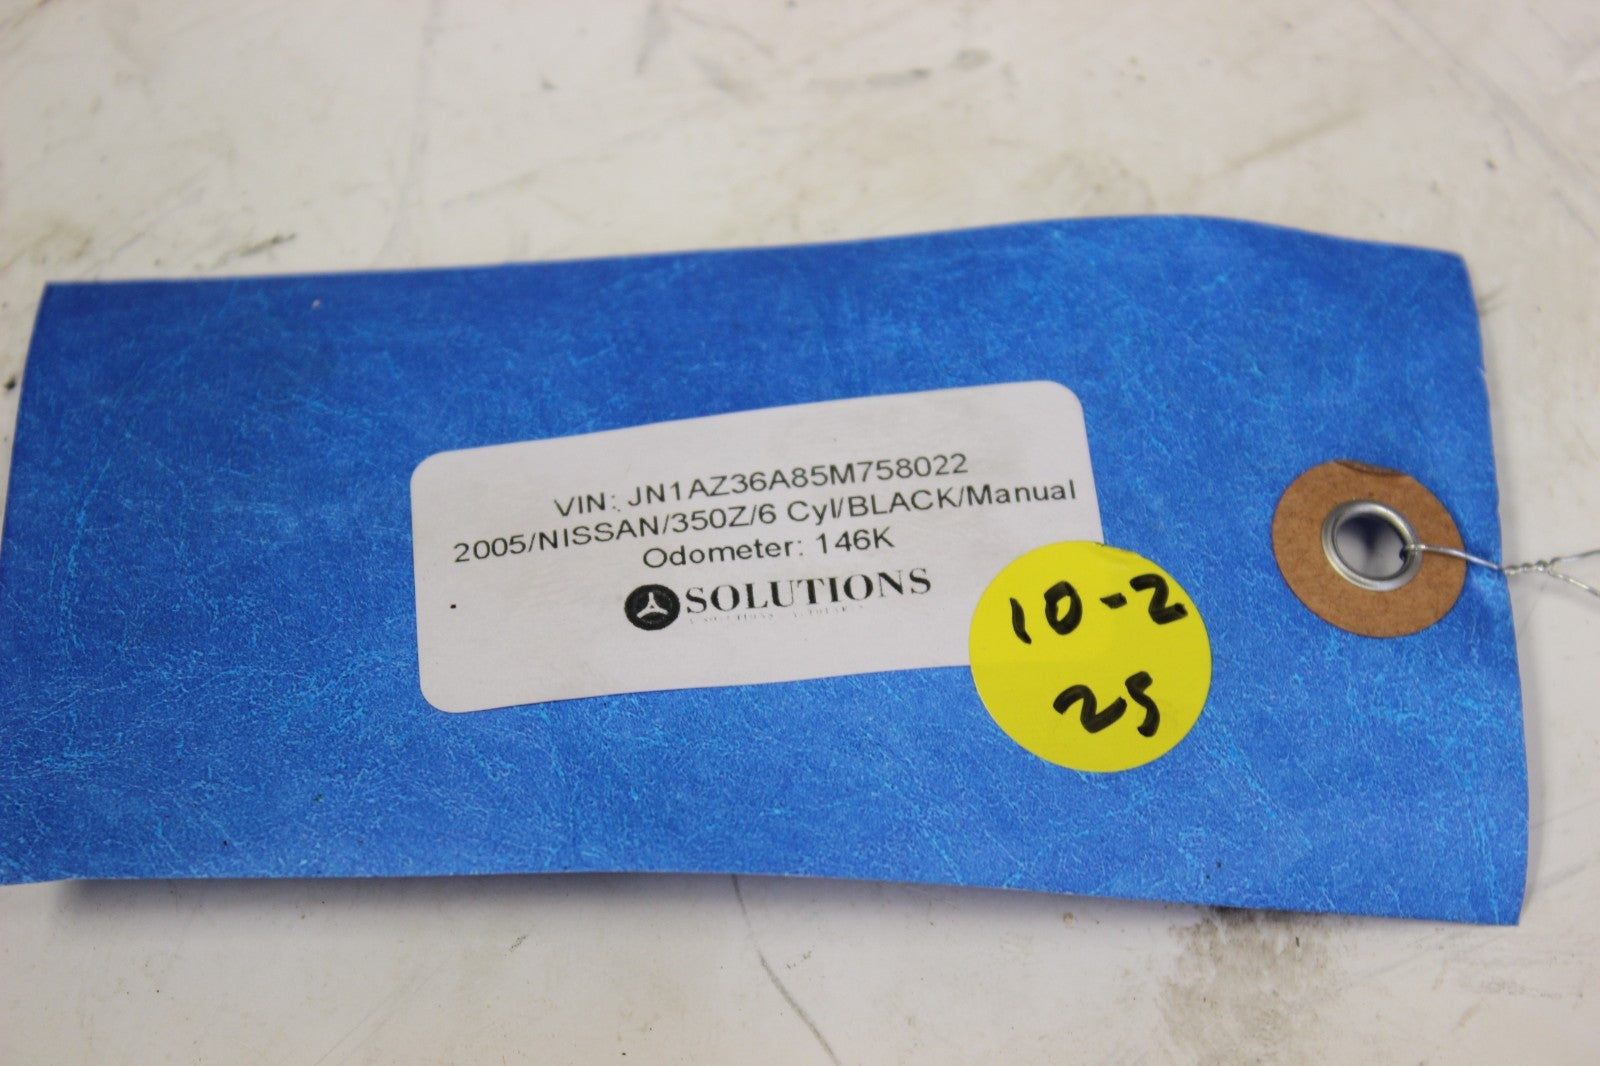 VIN: JN1AZ36A85M758022
2005/NISSAN/350Z/6 Cyl/BLACK/Manual
Odometer: 146K
SOLUTIONS
10-2
25